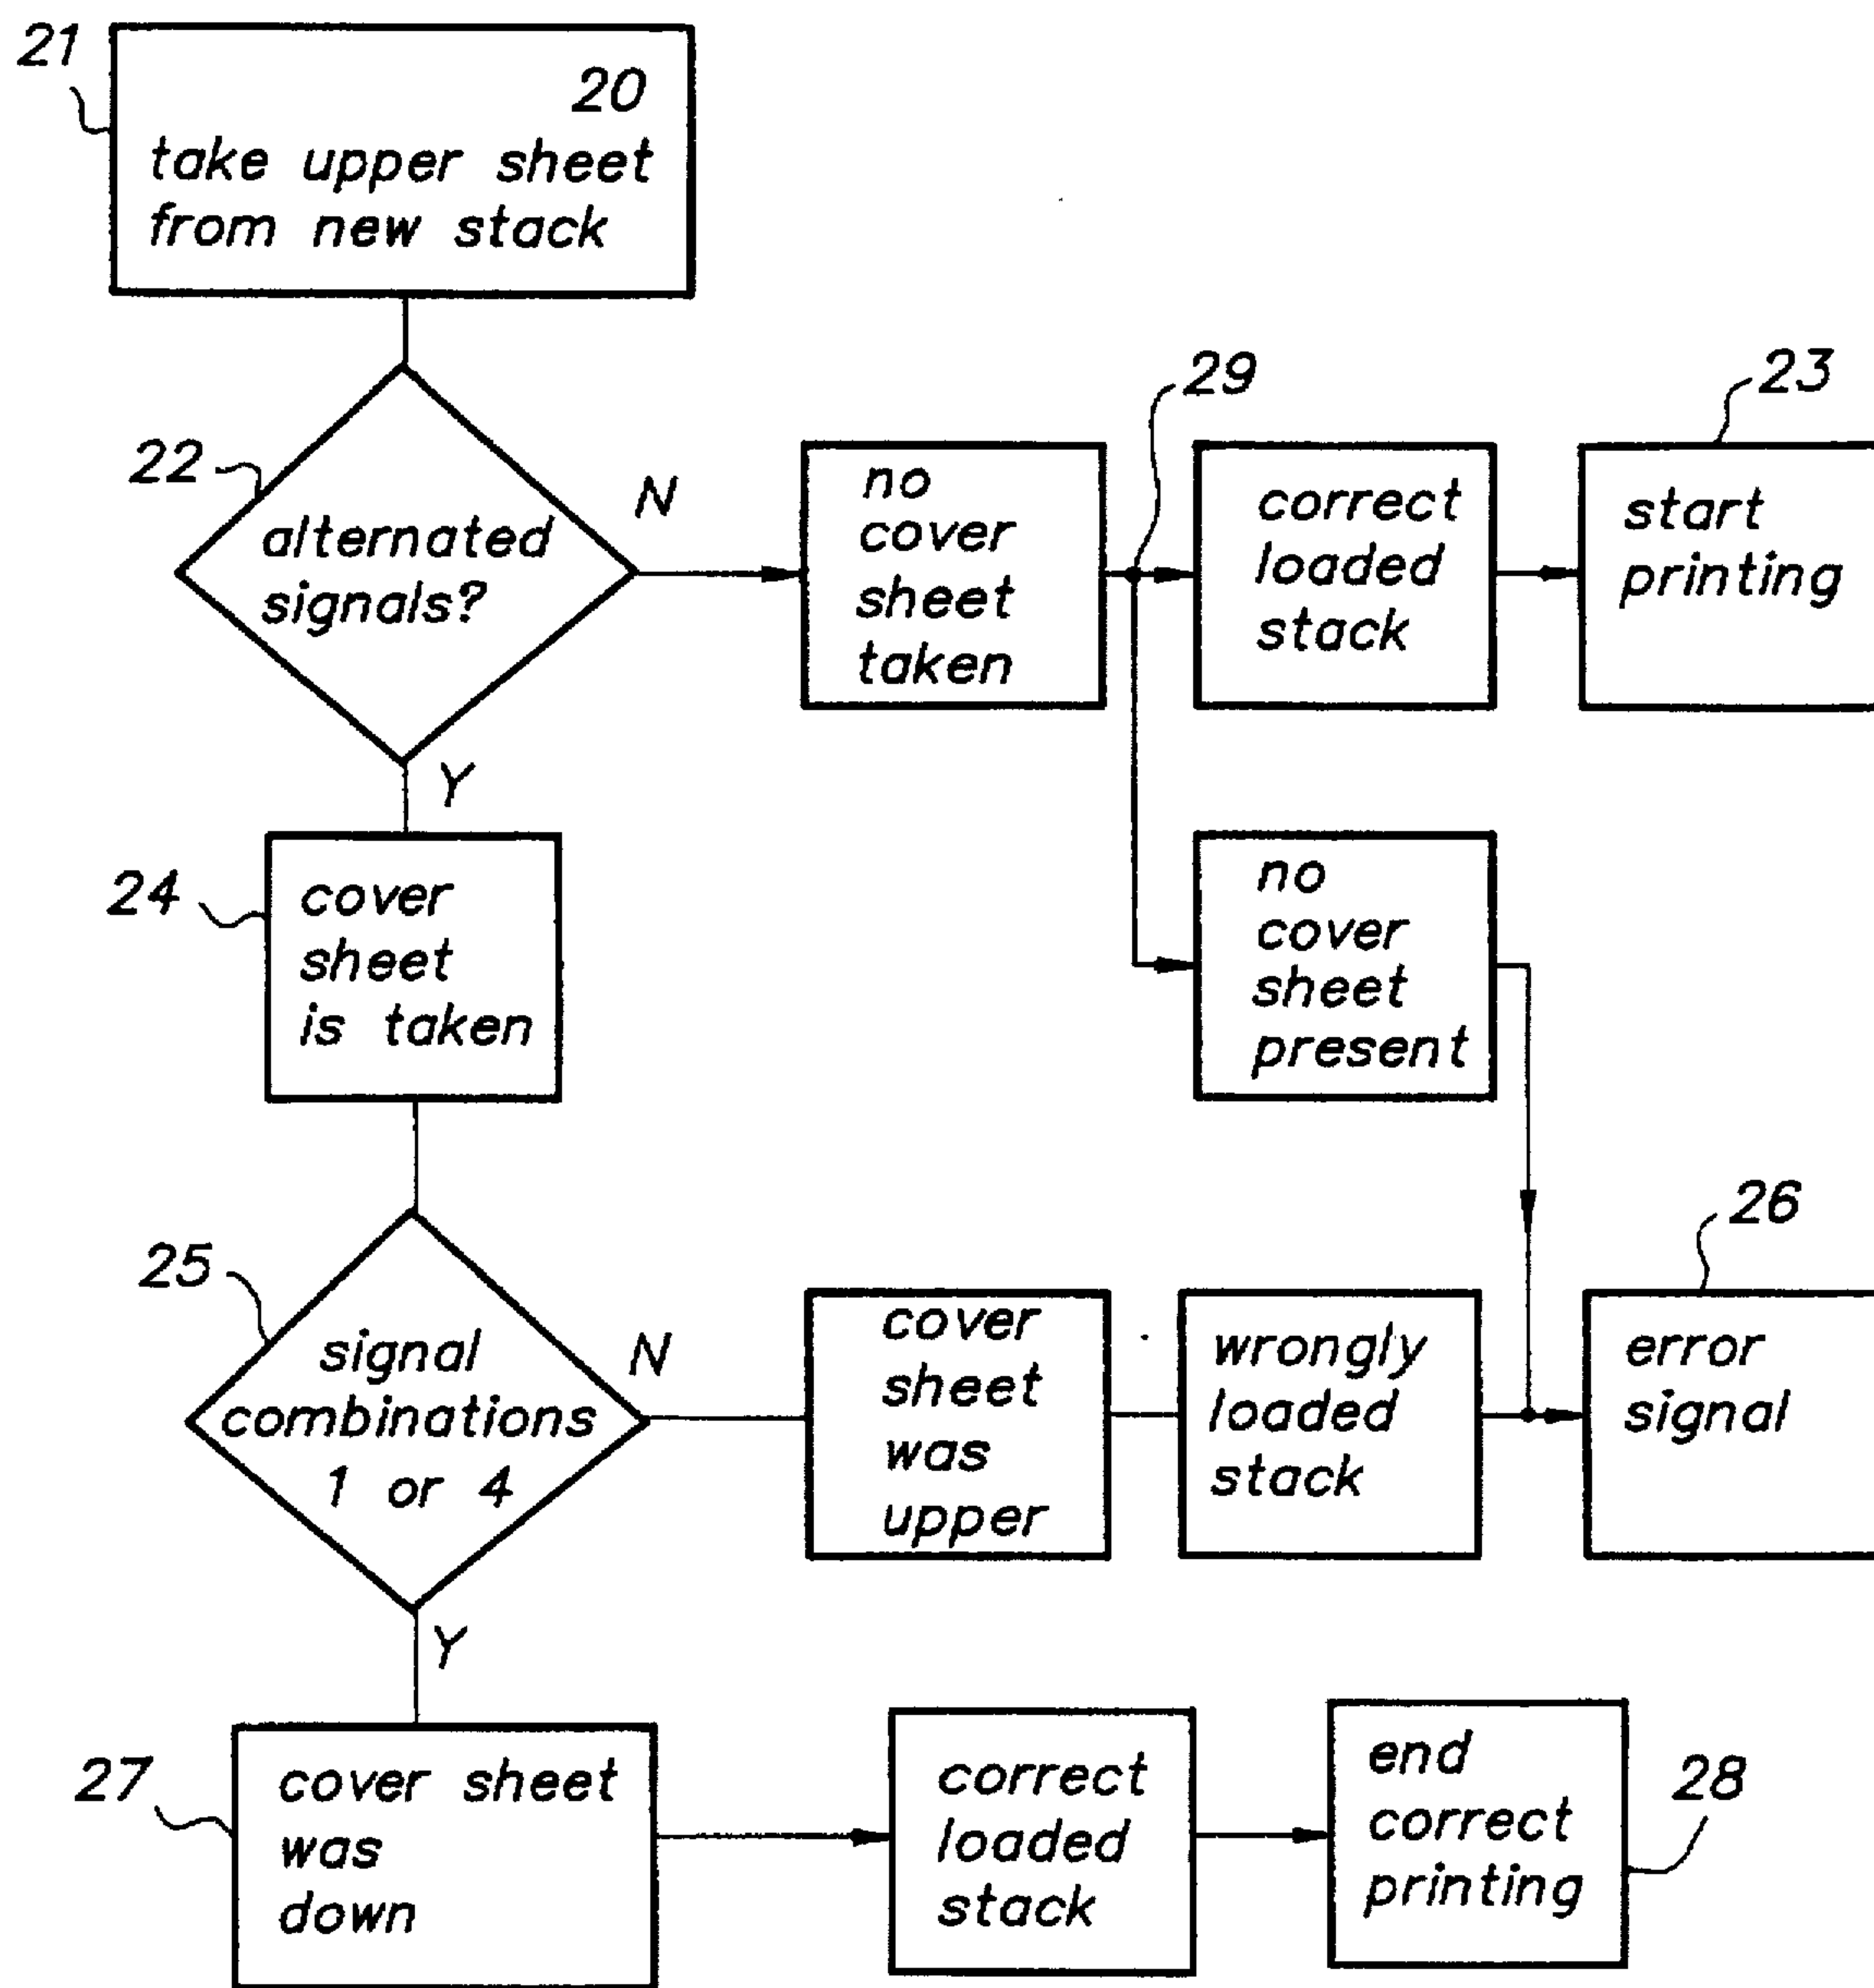 21
20
take upper sheet
from new stack
22
alternated
signals?
N
no
cover
sheet
taken
29
correct
loaded
stack
23
start
printing
Y
24
cover
sheet
is taken
no
cover
sheet
present
25
signal
combinations
1 or 4
N
cover
sheet
was
upper
wrongly
loaded
stack
26
error
signal
Y
27
cover sheet
was
down
correct
loaded
stack
end
correct
printing
28